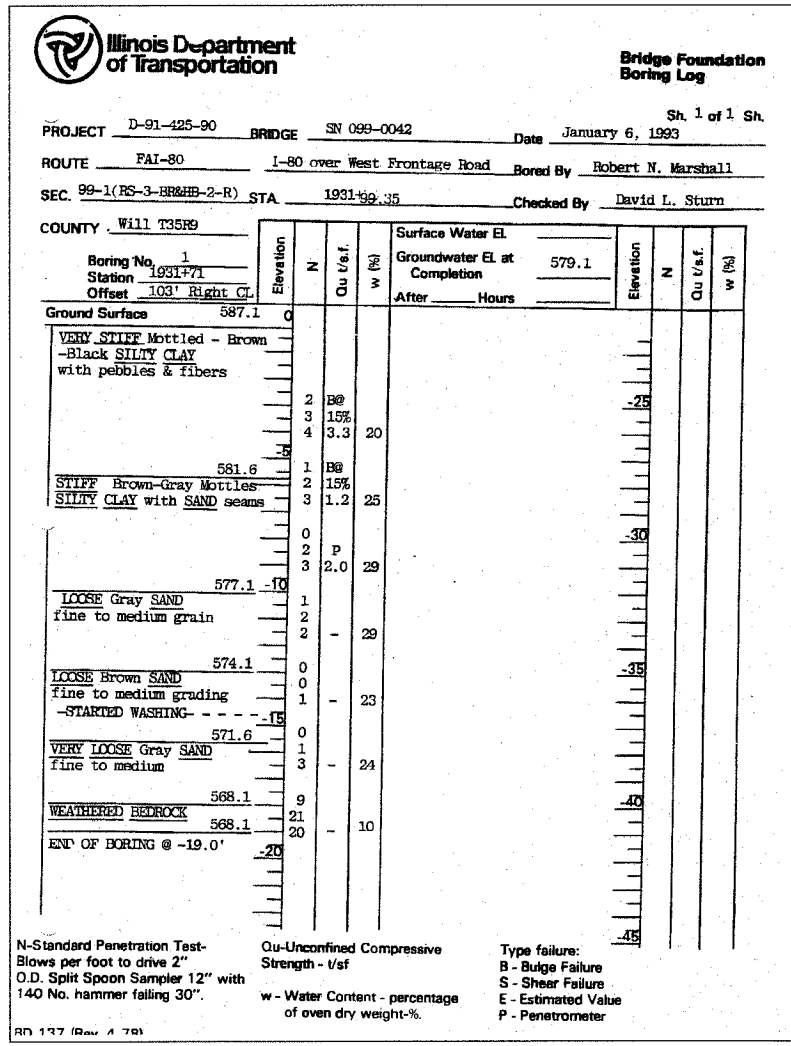 Illinois Department
of Transportation
Bridge Foundation
Boring Log
Sh. 1 of 1 Sh.
PROJECT D-91-425-90 BRIDGE SN 099-0042 Date January 6, 1993
ROUTE FAI-80 I-80 over West Frontage Road Bored By Robert N. Marshall
SEC. 99-1(RS-3-BR&HB-2-R) STA. 1931+99.35 Checked By David L. Sturn
COUNTY Will T35R9
Boring No. 1
Station 1931+71
Offset 103' Right CL
Elevation N Qu t/s.f. w (%)
Surface Water El.
Groundwater El. at Completion 579.1
After Hours
Elevation N Qu t/s.f. w (%)
Ground Surface 587.1 0
VERY STIFF Mottled - Brown
-Black SILTY CLAY
with pebbles & fibers
2 B@ -25
3 15%
4 3.3 20
-5
581.6 1 B@
STIFF Brown-Gray Mottles 2 15%
SILTY CLAY with SAND seams 3 1.2 25
0 -30
2 P
3 2.0 29
577.1 -10
LOOSE Gray SAND 1
fine to medium grain 2
2 - 29
574.1 0 -35
LOOSE Brown SAND 0
fine to medium grading 1 - 23
-STARTED WASHING- - - - - -15
571.6 0
VERY LOOSE Gray SAND 1
fine to medium 3 - 24
568.1 9 -40
WEATHERED BEDROCK 21
568.1 20 - 10
END OF BORING @ -19.0' -20
-45
N-Standard Penetration Test-
Blows per foot to drive 2"
O.D. Split Spoon Sampler 12" with
140 No. hammer falling 30".
Qu-Unconfined Compressive
Strength - t/sf
w - Water Content - percentage
of oven dry weight-%.
Type failure:
B - Bulge Failure
S - Shear Failure
E - Estimated Value
P - Penetrometer
BD 137 (Rev. 4 78)